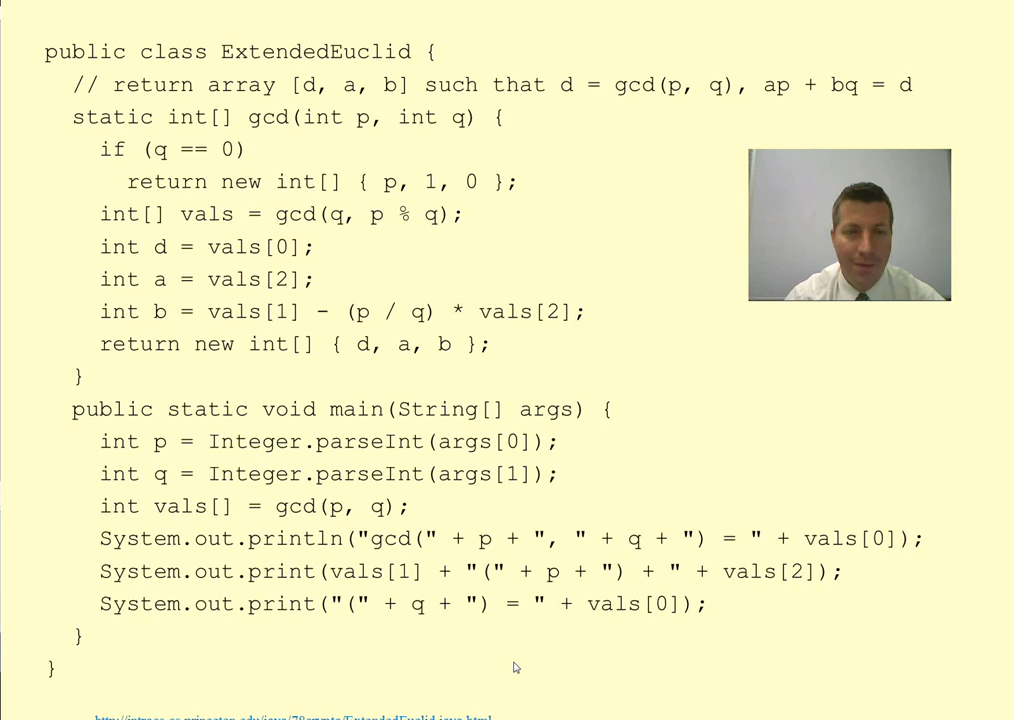 public class ExtendedEuclid {
// return array [d, a, b] such that d = gcd(p, q), ap + bq = d
static int[] gcd(int p, int q) {
if (q == 0)
return new int[] { p, 1, 0 };
int[] vals = gcd(q, p % q);
int d = vals[0];
int a = vals[2];
int b = vals[1] - (p / q) * vals[2];
return new int[] { d, a, b };
}
public static void main(String[] args) {
int p = Integer.parseInt(args[0]);
int q = Integer.parseInt(args[1]);
int vals[] = gcd(p, q);
System.out.println("gcd(" + p + ", " + q + ") = " + vals[0]);
System.out.print(vals[1] + "(" + p + ") + " + vals[2]);
System.out.print("(" + q + ") = " + vals[0]);
}
}